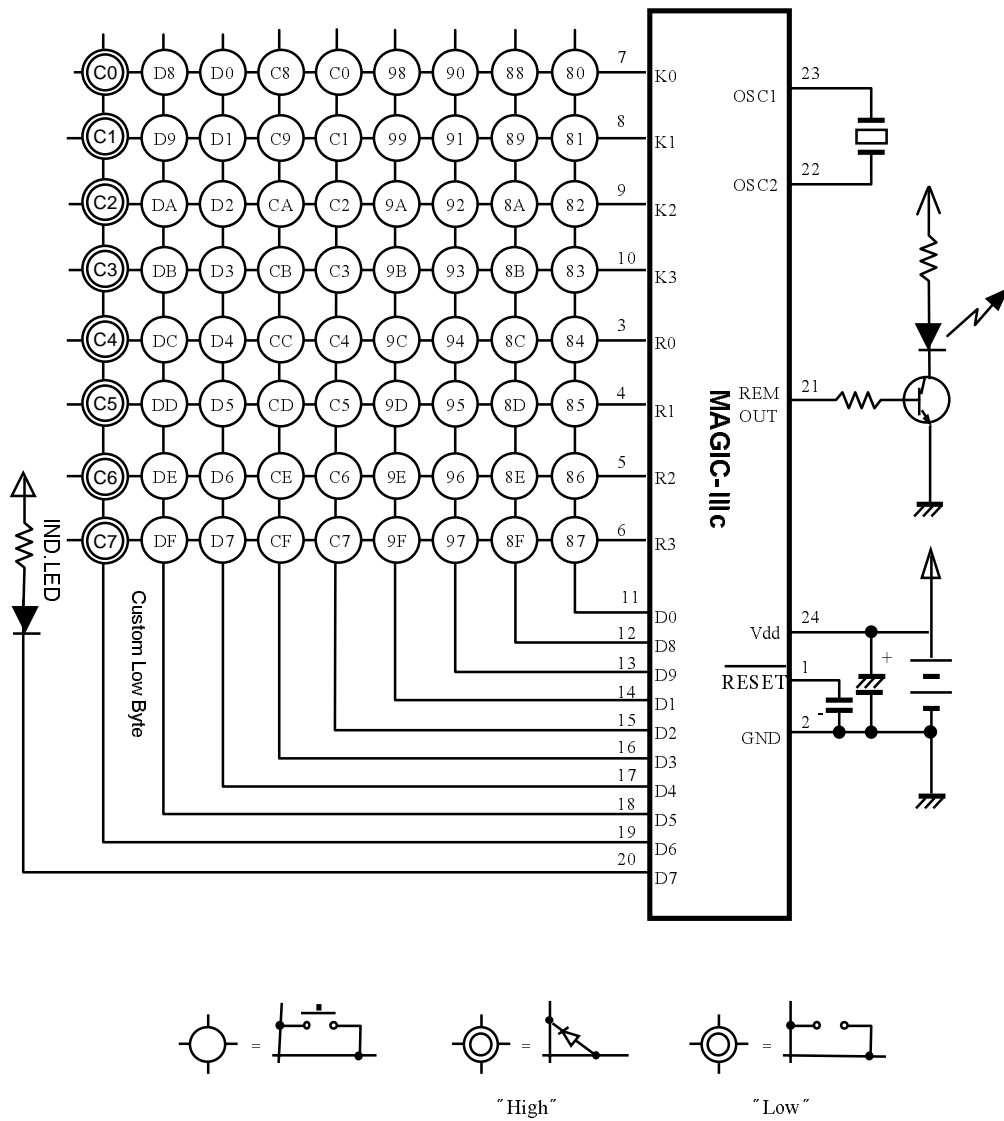 C0 D8 D0 C8 C0 98 90 88 80 7 K0
C1 D9 D1 C9 C1 99 91 89 81 8 K1
C2 DA D2 CA C2 9A 92 8A 82 9 K2
C3 DB D3 CB C3 9B 93 8B 83 10 K3
C4 DC D4 CC C4 9C 94 8C 84 3 R0
C5 DD D5 CD C5 9D 95 8D 85 4 R1
C6 DE D6 CE C6 9E 96 8E 86 5 R2
C7 DF D7 CF C7 9F 97 8F 87 6 R3
IND.LED
Custom Low Byte
11 D0
12 D8
13 D9
14 D1
15 D2
16 D3
17 D4
18 D5
19 D6
20 D7
MAGIC-IIIc
OSC1 23
OSC2 22
REM 21
OUT
Vdd 24
+
RESET 1
-
GND 2
= = =
"High" "Low"